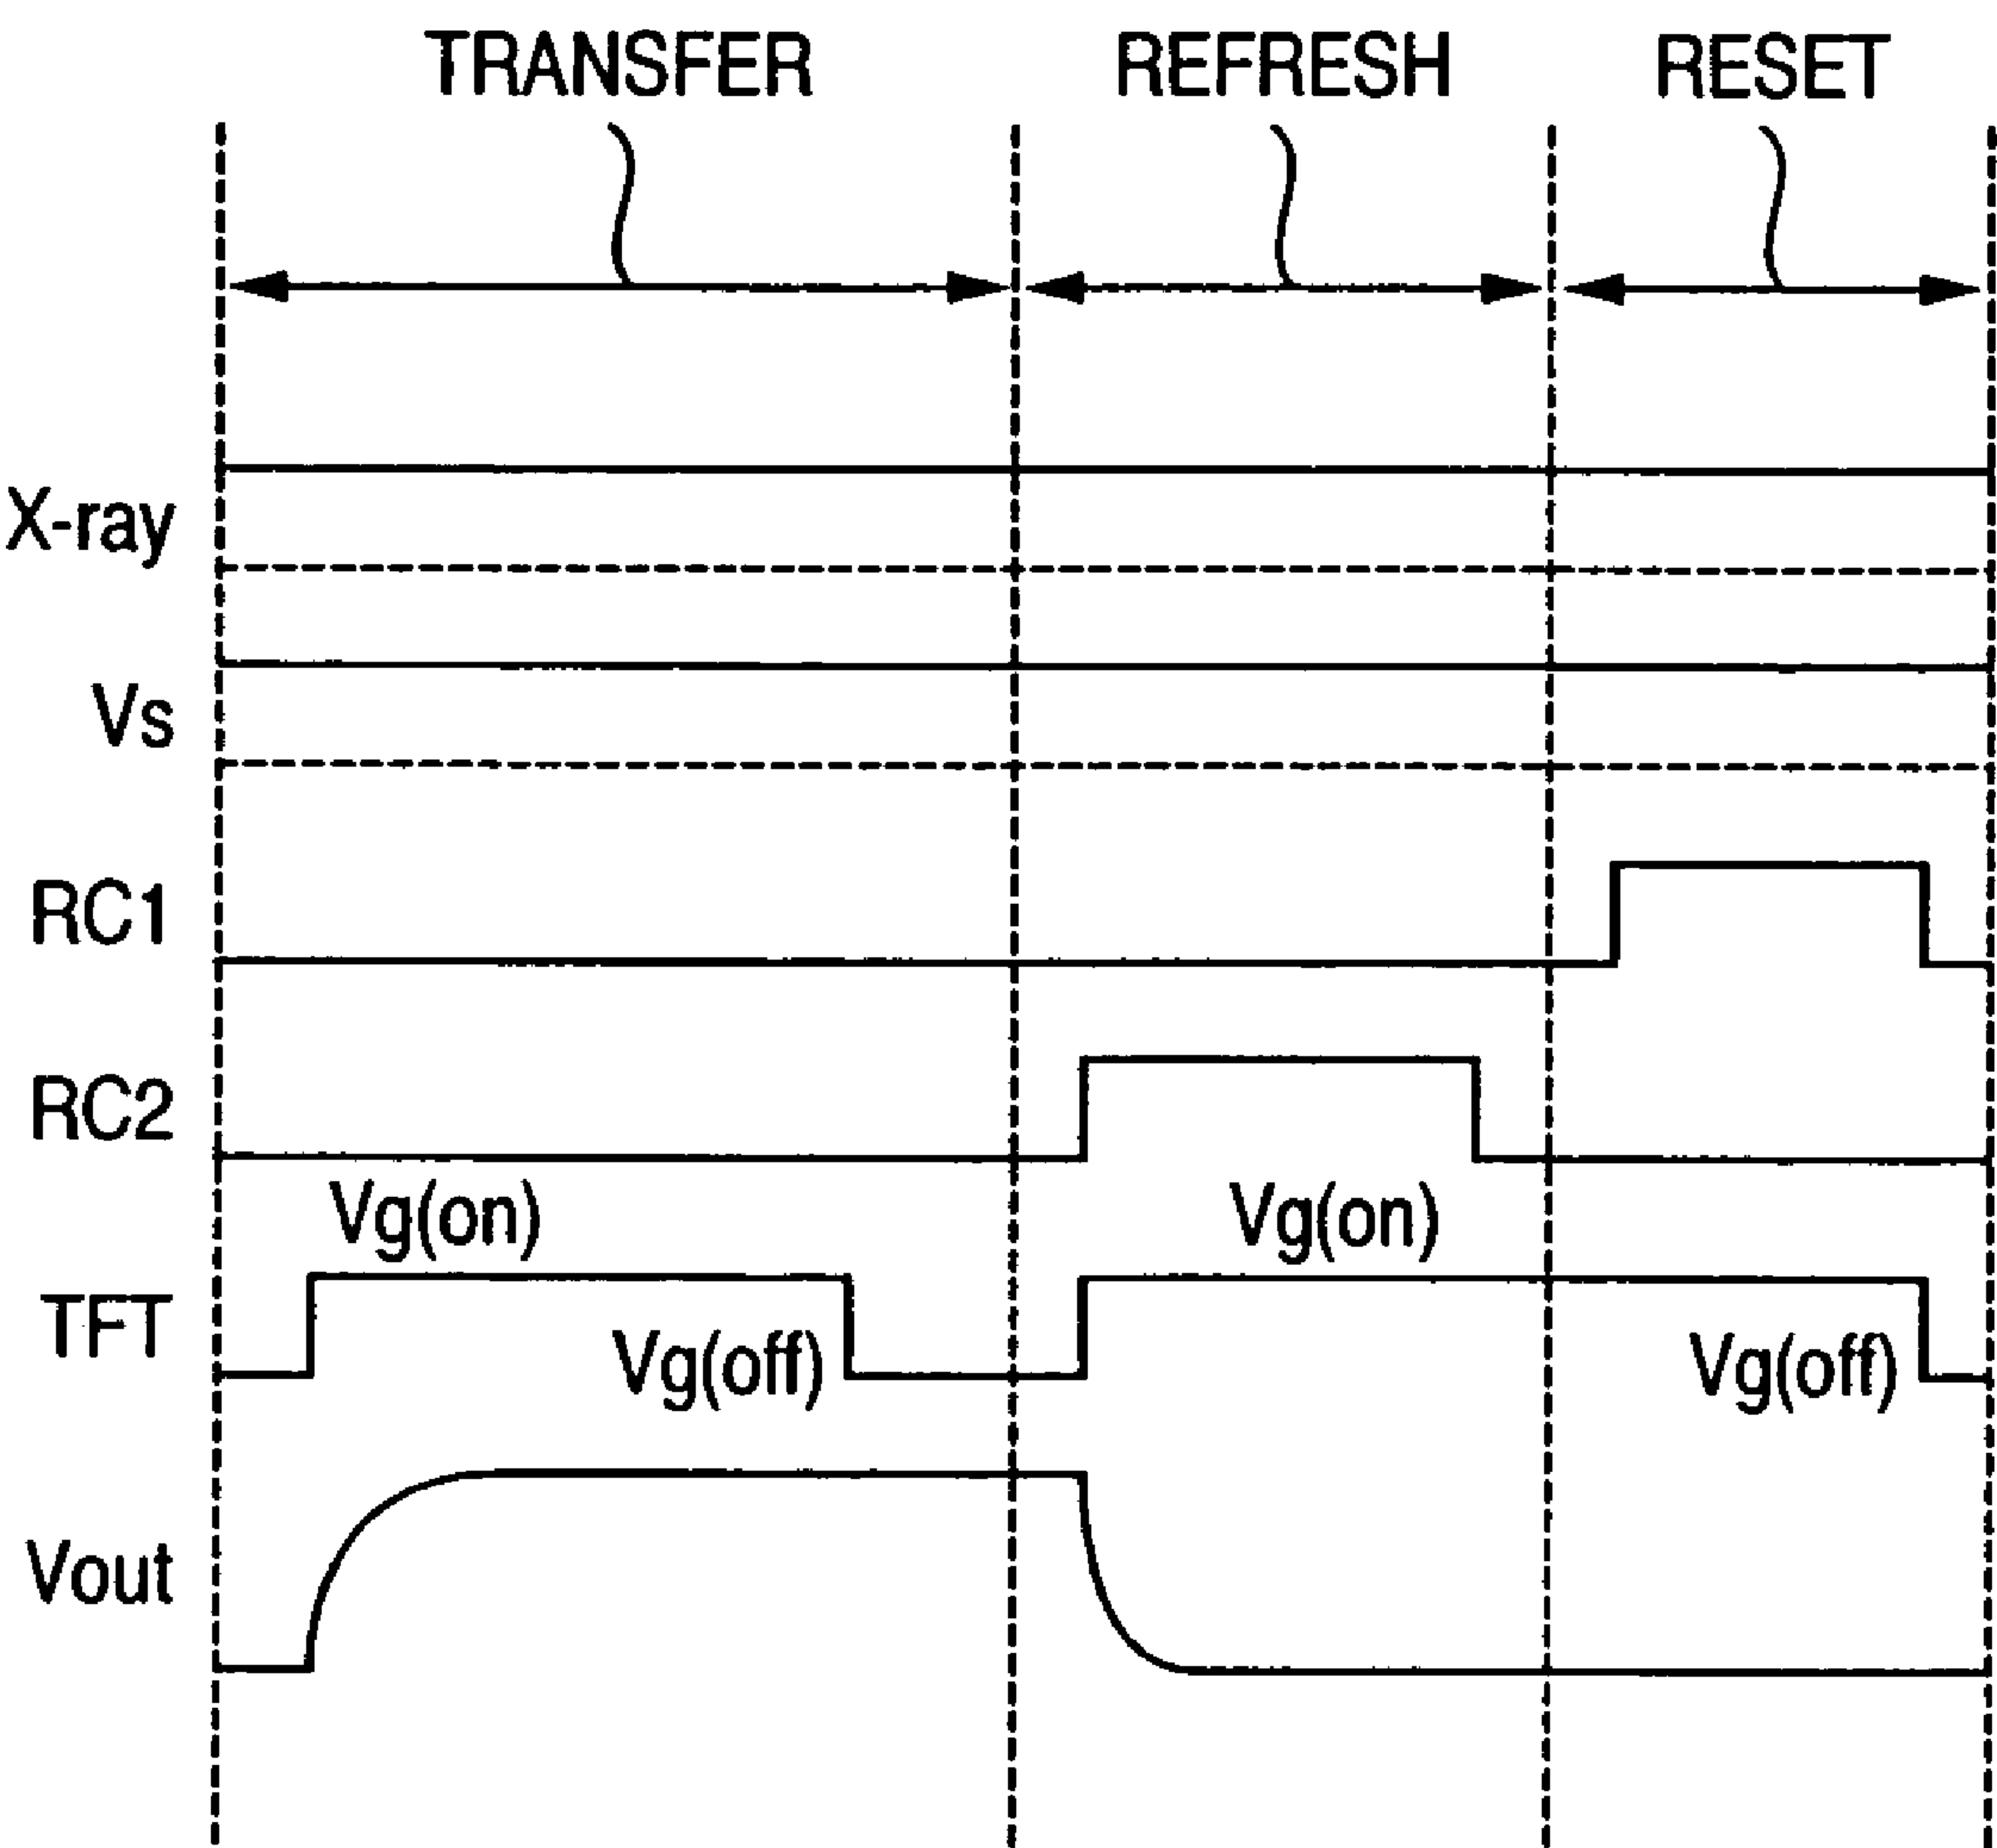 TRANSFER REFRESH RESET
X-ray
Vs
RC1
RC2
Vg(on) Vg(on)
TFT
Vg(off) Vg(off)
Vout